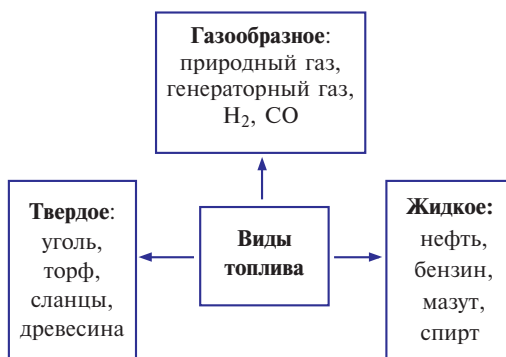 Газообразное:
природный газ,
генераторный газ,
H₂, CO
Твердое:
уголь,
торф,
сланцы,
древесина
Виды
топлива
Жидкое:
нефть,
бензин,
мазут,
спирт